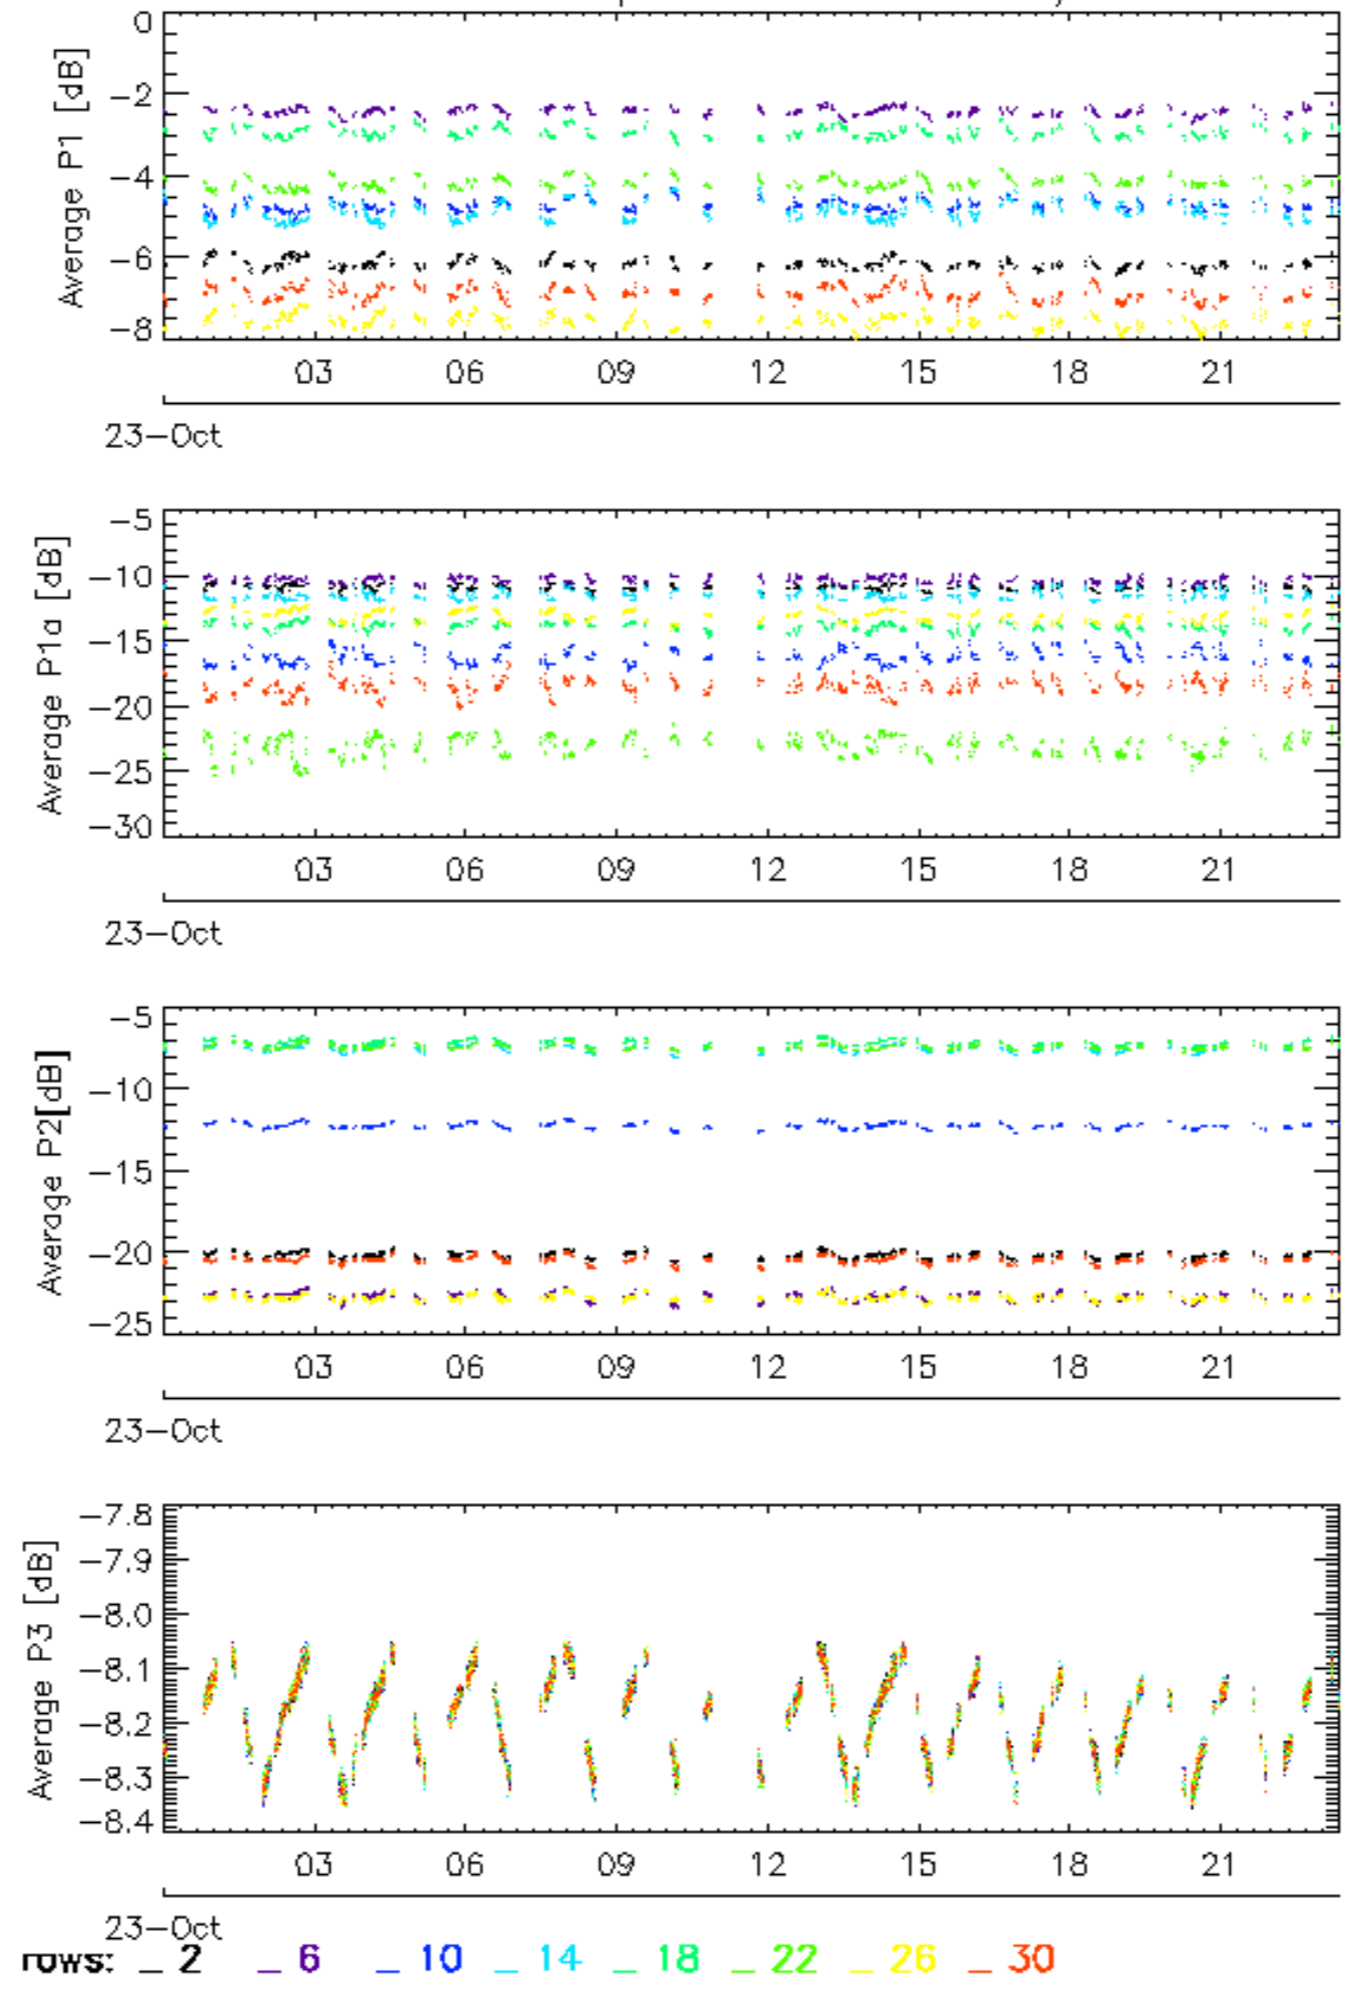 0
-2
-4
-6
-8
Average P1 [dB]
03 06 09 12 15 18 21
23-Oct
-5
-10
-15
-20
-25
-30
Average P1a [dB]
03 06 09 12 15 18 21
23-Oct
-5
-10
-15
-20
-25
Average P2[dB]
03 06 09 12 15 18 21
23-Oct
-7.8
-7.9
-8.0
-8.1
-8.2
-8.3
-8.4
Average P3 [dB]
03 06 09 12 15 18 21
23-Oct
rows: _ 2 _ 6 _ 10 _ 14 _ 18 _ 22 _ 26 _ 30